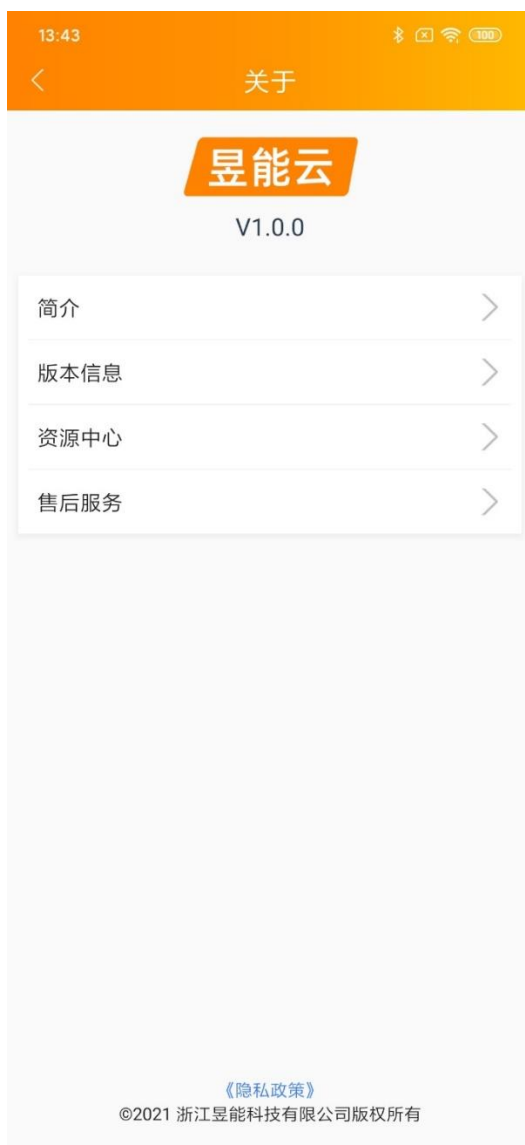 13:43
100
关于
昱能云
V1.0.0
简介
版本信息
资源中心
售后服务
《隐私政策》
©2021 浙江昱能科技有限公司版权所有